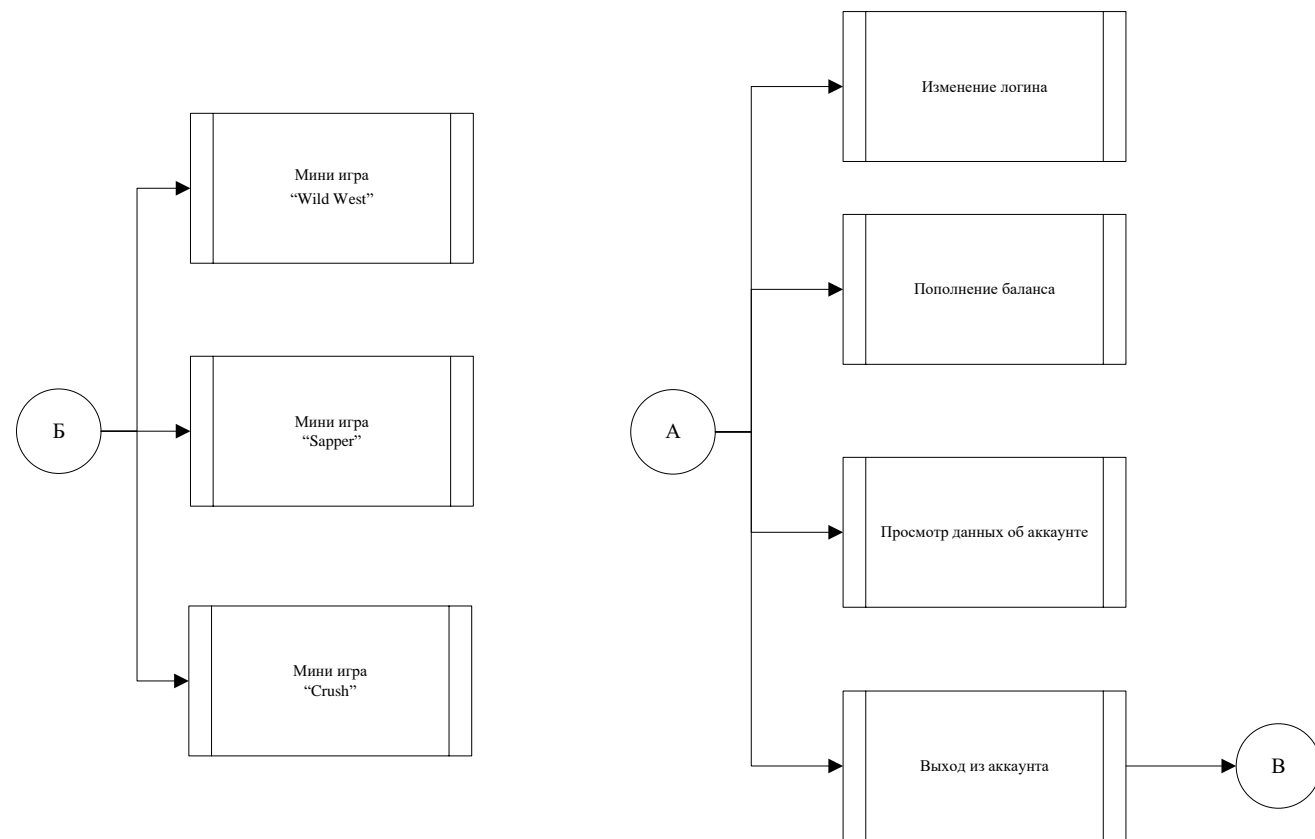 Б
Мини игра
“Wild West”
Мини игра
“Sapper”
Мини игра
“Crush”
А
Изменение логина
Пополнение баланса
Просмотр данных об аккаунте
Выход из аккаунта
В